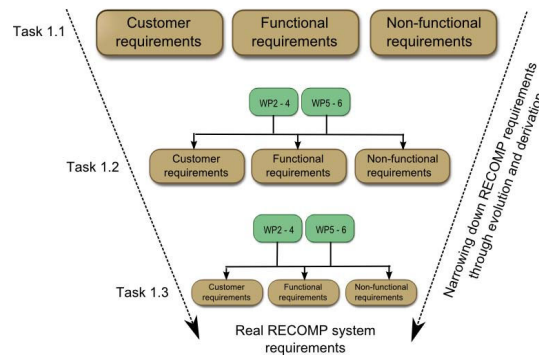 Task 1.1
Customer
requirements
Functional
requirements
Non-functional
requirements
WP2 - 4
WP5 - 6
Task 1.2
Customer
requirements
Functional
requirements
Non-functional
requirements
WP2 - 4
WP5 - 6
Task 1.3
Customer
requirements
Functional
requirements
Non-functional
requirements
Real RECOMP system
requirements
Narrowing down RECOMP requirements
through evolution and derivation